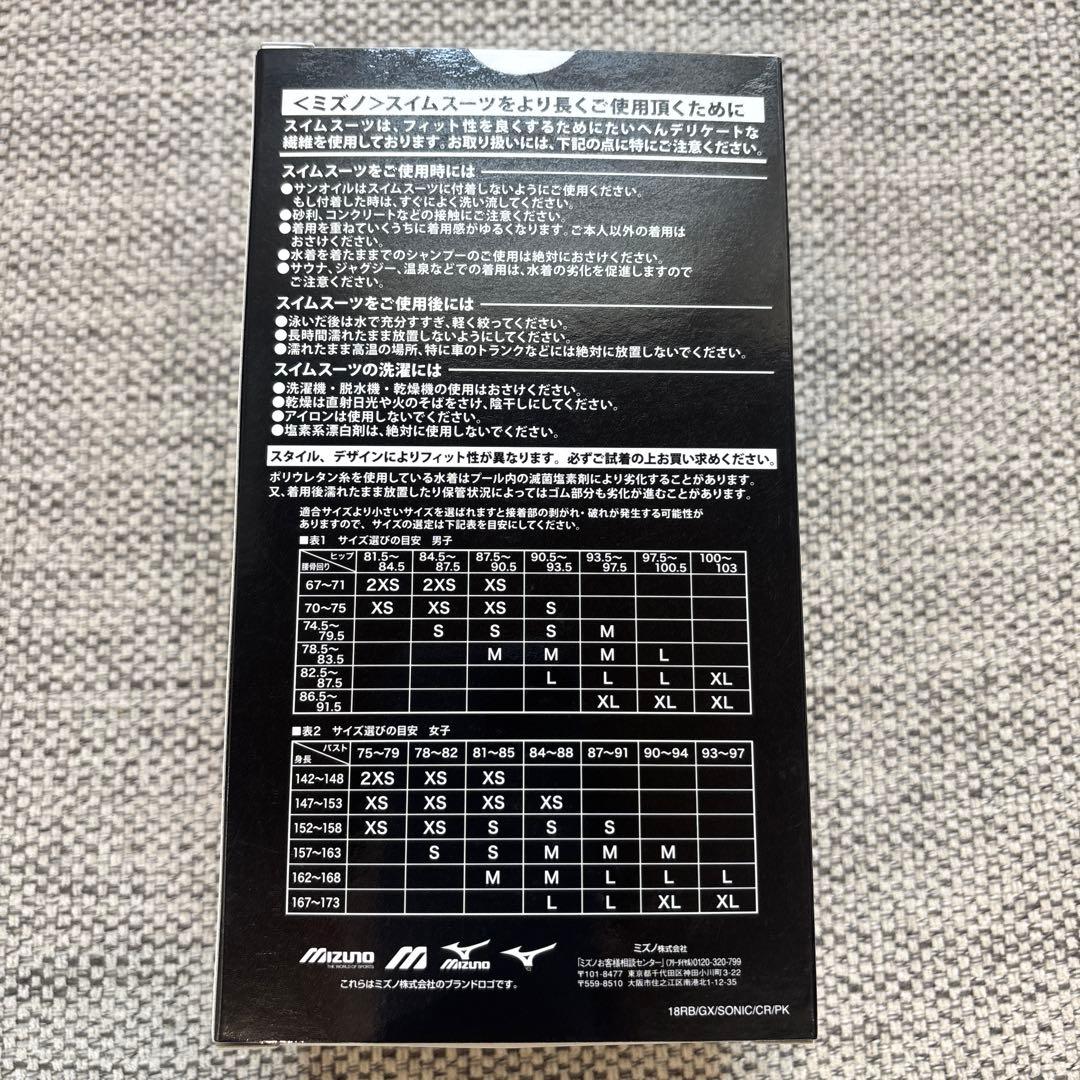 <ミズノ>スイムスーツをより長くご使用頂くために
スイムスーツは、フィット性を良くするためにたいへんデリケートな
繊維を使用しております。お取り扱いには、下記の点に特にご注意ください。
スイムスーツをご使用時には
●サンオイルはスイムスーツに付着しないようにご使用ください。
もし付着した時は、すぐによく洗い流してください。
●砂利、コンクリートなどの接触にご注意ください。
●着用を重ねていくうちに着用感がゆるくなります。ご本人以外の着用は
おさけください。
●水着を着たままでのシャンプーのご使用は絶対におさけください。
●サウナ、ジャグジー、温泉などでの着用は、水着の劣化を促進しますので
ご注意ください。
スイムスーツをご使用後には
●泳いだ後は水で充分すすぎ、軽く絞ってください。
●長時間濡れたまま放置しないようにしてください。
●濡れたまま高温の場所、特に車のトランクなどには絶対に放置しないでください。
スイムスーツの洗濯には
●洗濯機・脱水機・乾燥機の使用はおさけください。
●乾燥は直射日光や火のそばをさけ、陰干しにしてください。
●アイロンは使用しないでください。
●塩素系漂白剤は、絶対に使用しないでください。
スタイル、デザインによりフィット性が異なります。必ずご試着の上お買い求めください。
ポリウレタン糸を使用している水着はプール内の滅菌塩素剤により劣化することがあります。
又、着用後濡れたまま放置したり保管状況によってはゴム部分も劣化が進むことがあります。
適合サイズより小さいサイズを選ばれますと接着部の剥がれ・破れが発生する可能性が
ありますので、サイズの選定は下記表を目安にしてください。
■表1 サイズ選びの目安 男子
ヒップ 腰骨回り 81.5〜84.5 84.5〜87.5 87.5〜90.5 90.5〜93.5 93.5〜97.5 97.5〜100.5 100〜103
67〜71 2XS 2XS XS
70〜75 XS XS XS S
74.5〜79.5 S S S M
78.5〜83.5 M M M L
82.5〜87.5 L L L XL
86.5〜91.5 XL XL XL
■表2 サイズ選びの目安 女子
バスト 身長 75〜79 78〜82 81〜85 84〜88 87〜91 90〜94 93〜97
142〜148 2XS XS XS
147〜153 XS XS XS XS
152〜158 XS XS S S S
157〜163 S S M M M
162〜168 M M L L L
167〜173 L L XL XL
MIZUNO
THE WORLD OF SPORTS
MIZUNO
これらはミズノ株式会社のブランドロゴです。
ミズノ株式会社
「ミズノお客様相談センター」(フリーダイヤル)0120-320-799
〒101-8477 東京都千代田区神田小川町3-22
〒559-8510 大阪市住之江区南港北1-12-35
18RB/GX/SONIC/CR/PK